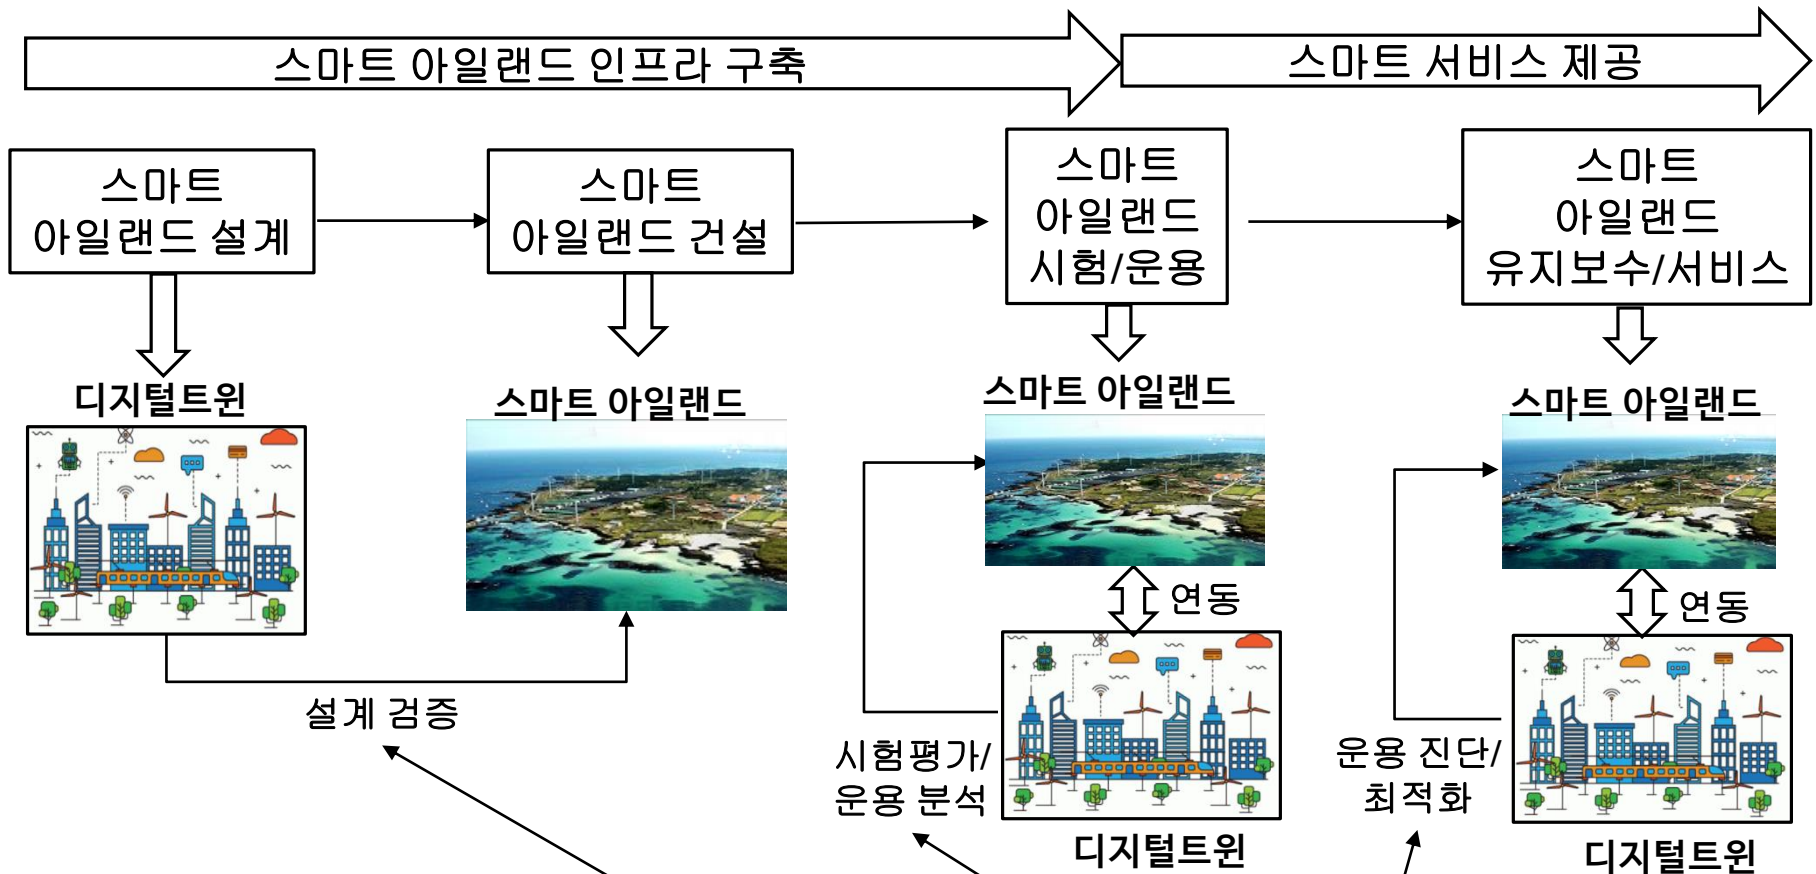 스마트 아일랜드 인프라 구축
스마트 서비스 제공
스마트
아일랜드 설계
스마트
아일랜드 건설
스마트
아일랜드
시험/운용
스마트
아일랜드
유지보수/서비스
디지털트윈
스마트 아일랜드
스마트 아일랜드
스마트 아일랜드
연동
연동
설계 검증
시험평가/
운용 분석
운용 진단/
최적화
디지털트윈
디지털트윈